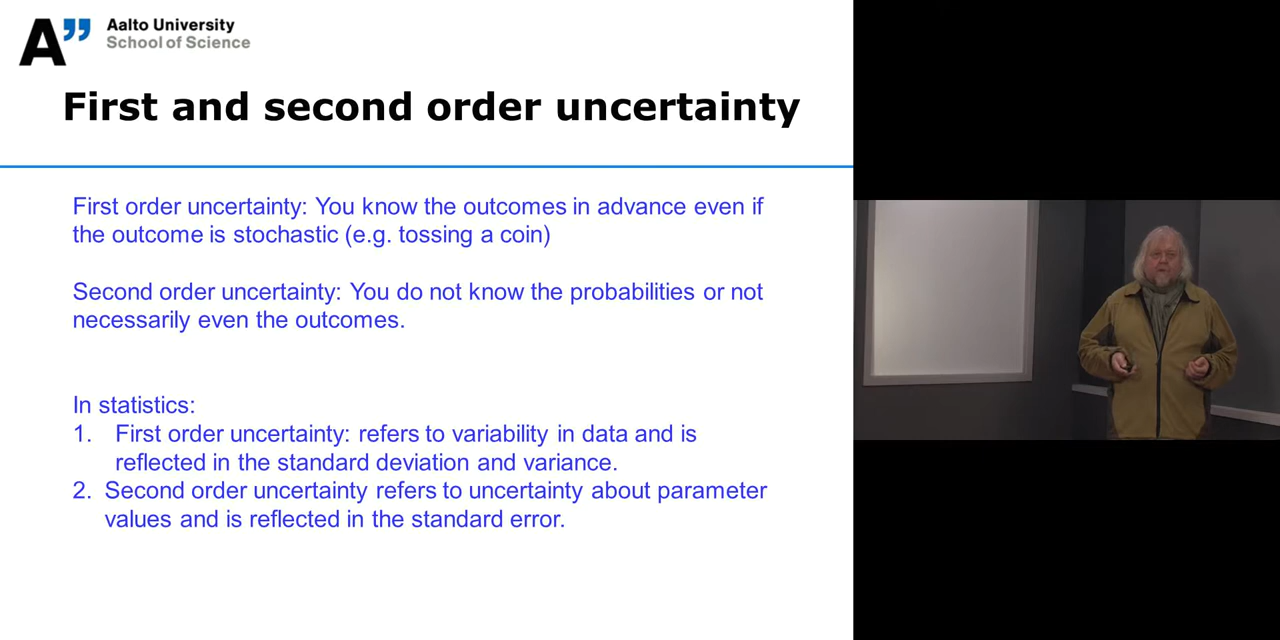 Aalto University
School of Science
First and second order uncertainty
First order uncertainty: You know the outcomes in advance even if
the outcome is stochastic (e.g. tossing a coin)
Second order uncertainty: You do not know the probabilities or not
necessarily even the outcomes.
In statistics:
1. First order uncertainty: refers to variability in data and is
reflected in the standard deviation and variance.
2. Second order uncertainty refers to uncertainty about parameter
values and is reflected in the standard error.